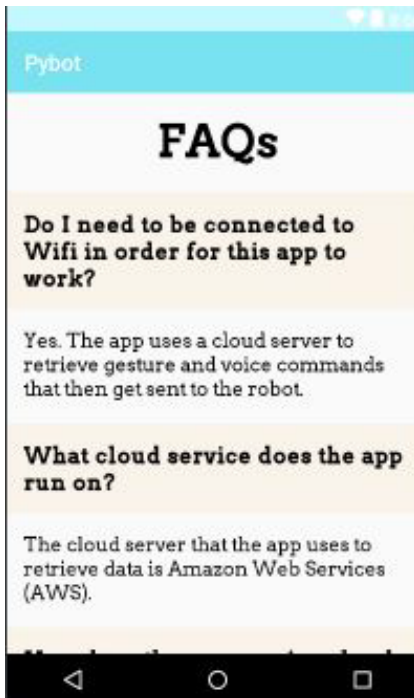 Pybot
FAQs
Do I need to be connected to
Wifi in order for this app to
work?
Yes. The app uses a cloud server to
retrieve gesture and voice commands
that then get sent to the robot.
What cloud service does the app
run on?
The cloud server that the app uses to
retrieve data is Amazon Web Services
(AWS).